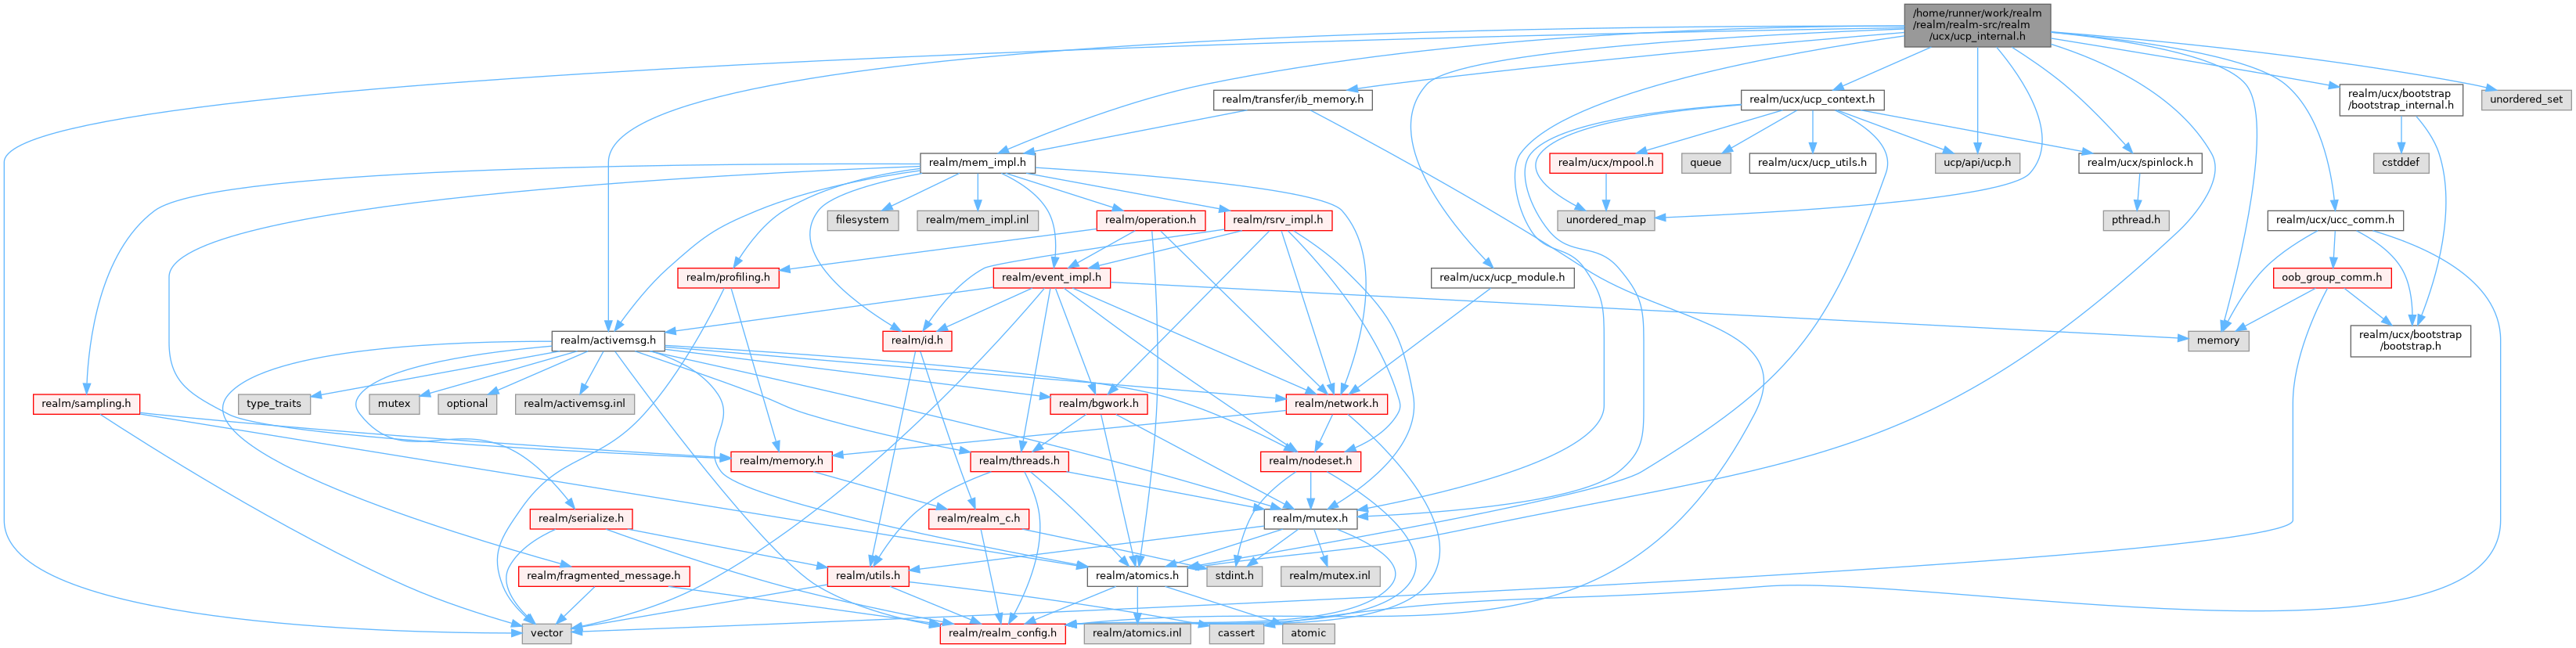 /home/runner/work/realm
/realm/realm-src/realm
/ucx/ucp_internal.h
realm/transfer/ib_memory.h
realm/ucx/ucp_context.h
realm/ucx/bootstrap
/bootstrap_internal.h
unordered_set
realm/mem_impl.h
realm/ucx/mpool.h
queue
realm/ucx/ucp_utils.h
ucp/api/ucp.h
realm/ucx/spinlock.h
cstddef
filesystem
realm/mem_impl.inl
realm/operation.h
realm/rsrv_impl.h
unordered_map
pthread.h
realm/ucx/ucc_comm.h
realm/profiling.h
realm/event_impl.h
realm/ucx/ucp_module.h
oob_group_comm.h
realm/activemsg.h
realm/id.h
memory
realm/ucx/bootstrap
/bootstrap.h
realm/sampling.h
type_traits
mutex
optional
realm/activemsg.inl
realm/bgwork.h
realm/network.h
realm/memory.h
realm/threads.h
realm/nodeset.h
realm/serialize.h
realm/realm_c.h
realm/mutex.h
realm/fragmented_message.h
realm/utils.h
realm/atomics.h
stdint.h
realm/mutex.inl
vector
realm/realm_config.h
realm/atomics.inl
cassert
atomic